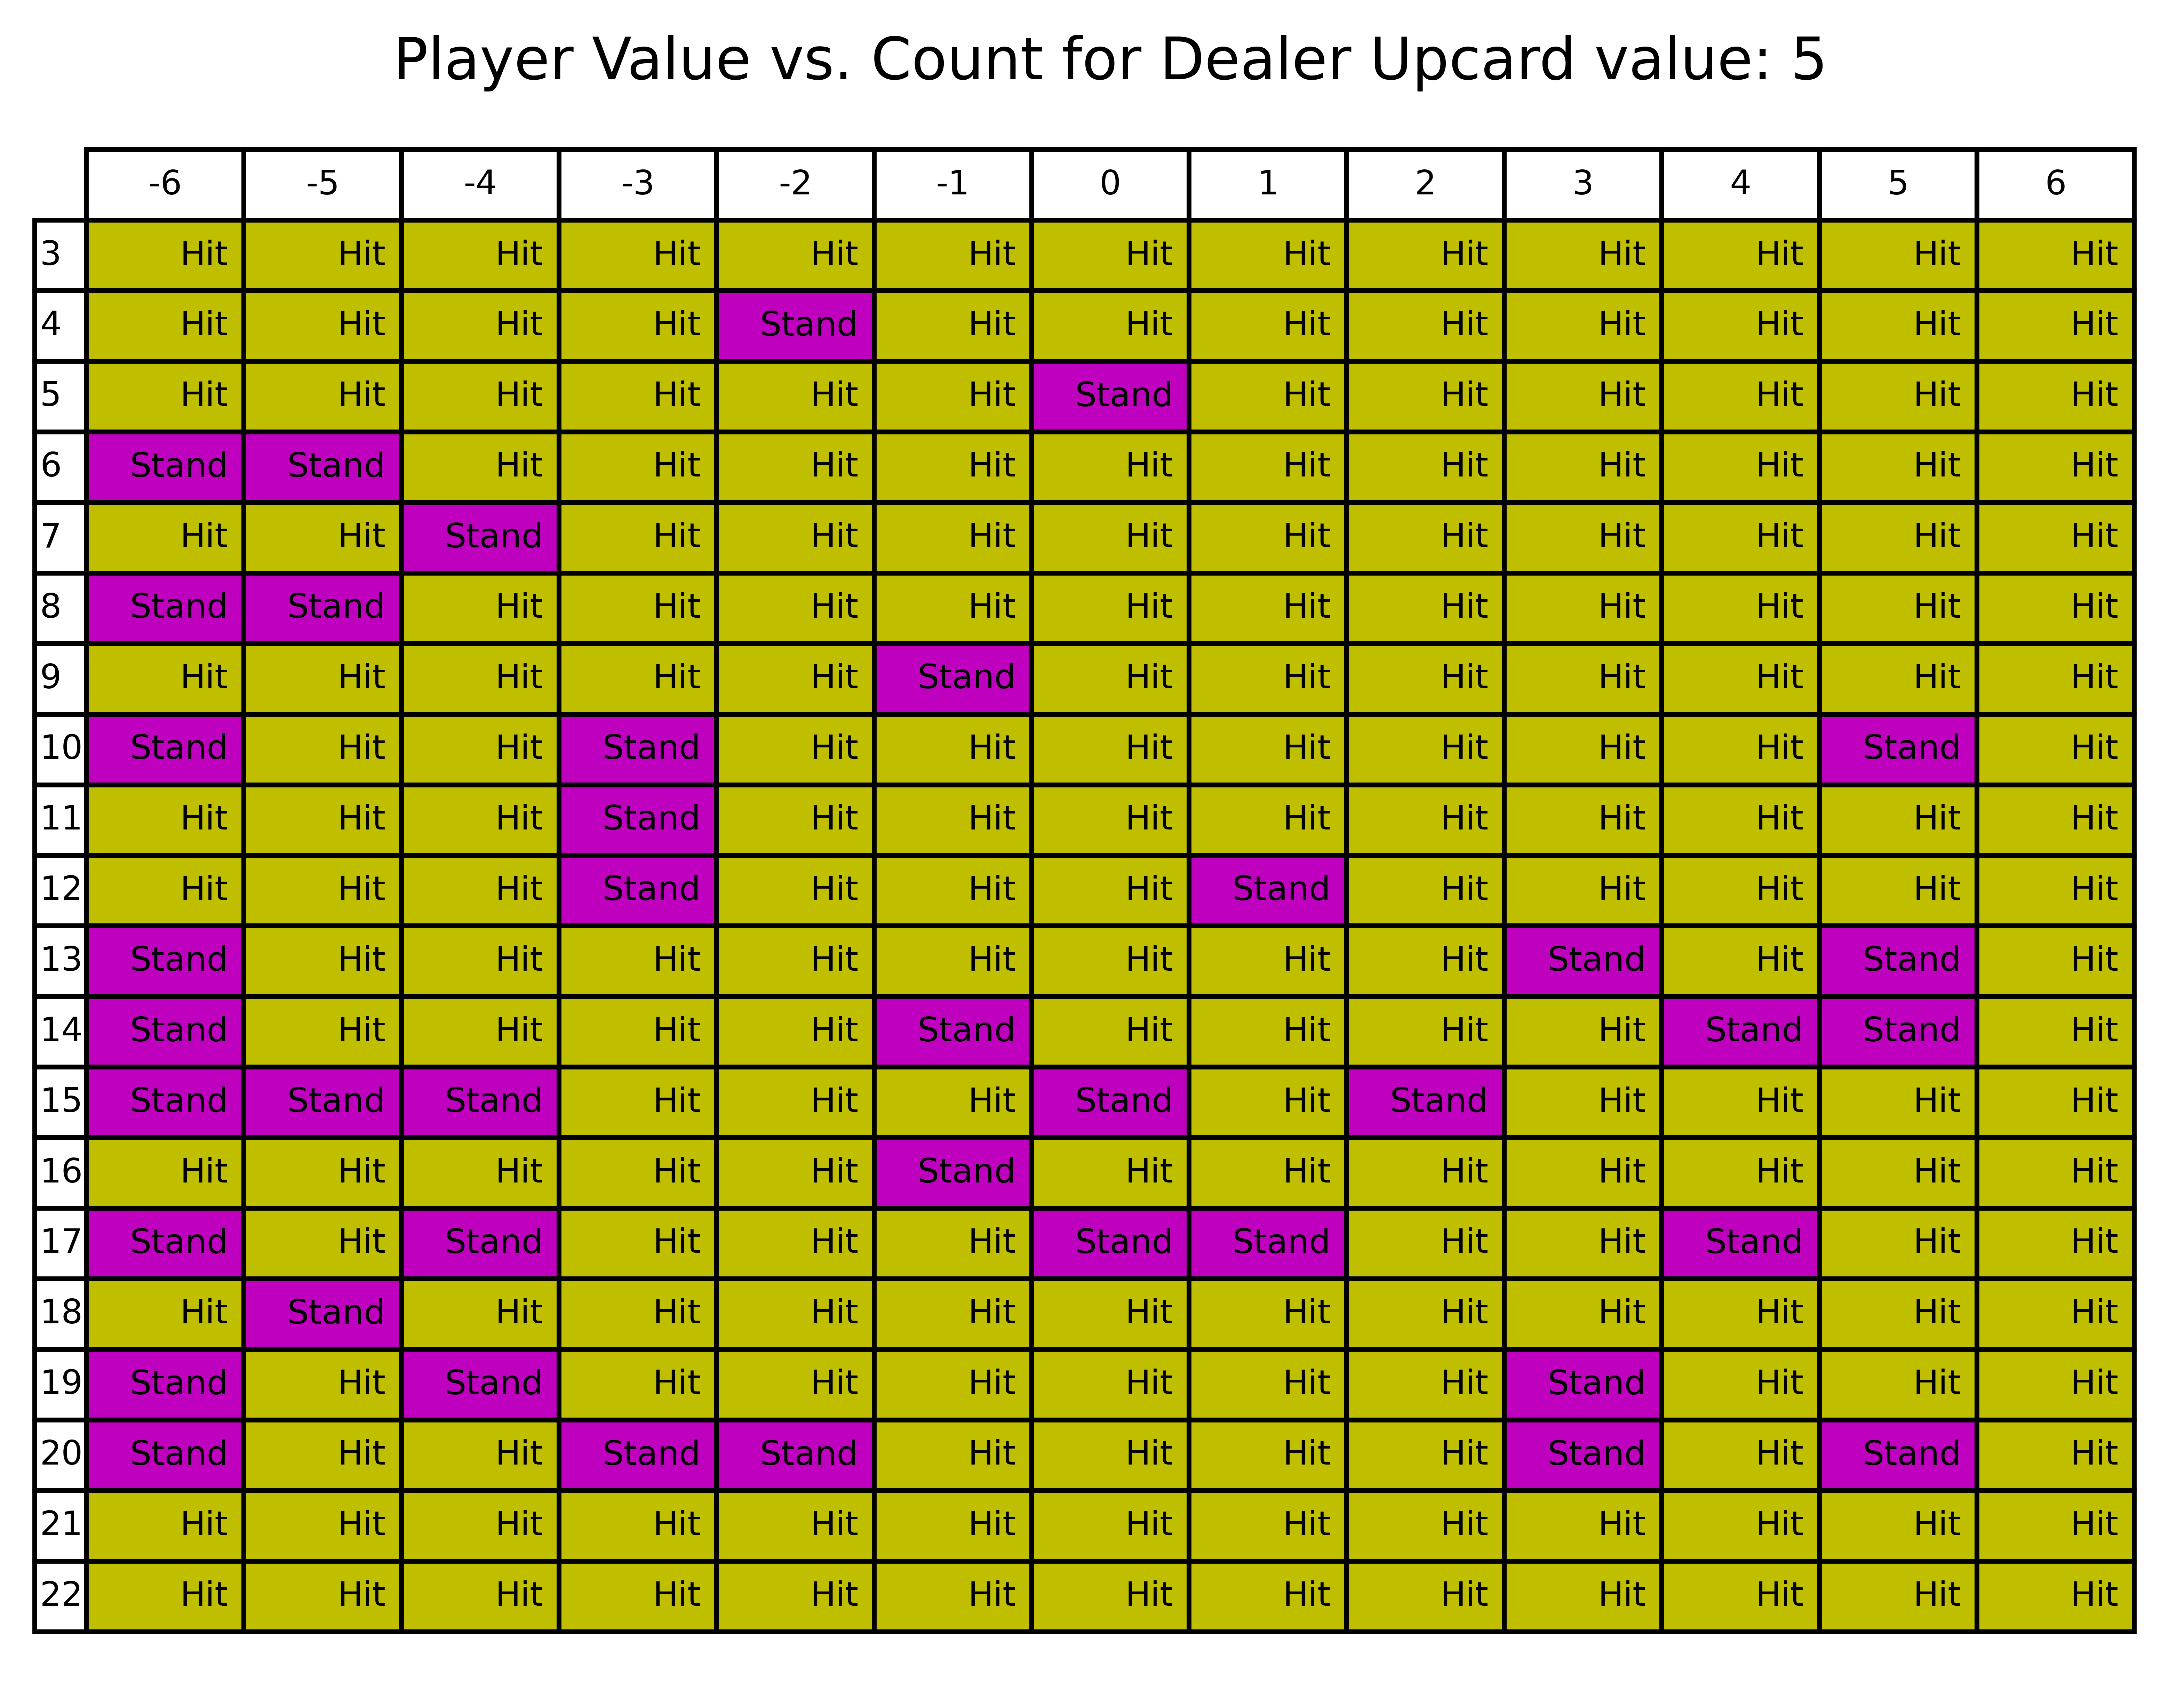 Player Value vs. Count for Dealer Upcard value: 5
-6 -5 -4 -3 -2 -1 0 1 2 3 4 5 6
3 Hit Hit Hit Hit Hit Hit Hit Hit Hit Hit Hit Hit Hit
4 Hit Hit Hit Hit Stand Hit Hit Hit Hit Hit Hit Hit Hit
5 Hit Hit Hit Hit Hit Hit Stand Hit Hit Hit Hit Hit Hit
6 Stand Stand Hit Hit Hit Hit Hit Hit Hit Hit Hit Hit Hit
7 Hit Hit Stand Hit Hit Hit Hit Hit Hit Hit Hit Hit Hit
8 Stand Stand Hit Hit Hit Hit Hit Hit Hit Hit Hit Hit Hit
9 Hit Hit Hit Hit Hit Stand Hit Hit Hit Hit Hit Hit Hit
10 Stand Hit Hit Stand Hit Hit Hit Hit Hit Hit Hit Stand Hit
11 Hit Hit Hit Stand Hit Hit Hit Hit Hit Hit Hit Hit Hit
12 Hit Hit Hit Stand Hit Hit Hit Stand Hit Hit Hit Hit Hit
13 Stand Hit Hit Hit Hit Hit Hit Hit Hit Stand Hit Stand Hit
14 Stand Hit Hit Hit Hit Stand Hit Hit Hit Hit Stand Stand Hit
15 Stand Stand Stand Hit Hit Hit Stand Hit Stand Hit Hit Hit Hit
16 Hit Hit Hit Hit Hit Stand Hit Hit Hit Hit Hit Hit Hit
17 Stand Hit Stand Hit Hit Hit Stand Stand Hit Hit Stand Hit Hit
18 Hit Stand Hit Hit Hit Hit Hit Hit Hit Hit Hit Hit Hit
19 Stand Hit Stand Hit Hit Hit Hit Hit Hit Stand Hit Hit Hit
20 Stand Hit Hit Stand Stand Hit Hit Hit Hit Stand Hit Stand Hit
21 Hit Hit Hit Hit Hit Hit Hit Hit Hit Hit Hit Hit Hit
22 Hit Hit Hit Hit Hit Hit Hit Hit Hit Hit Hit Hit Hit